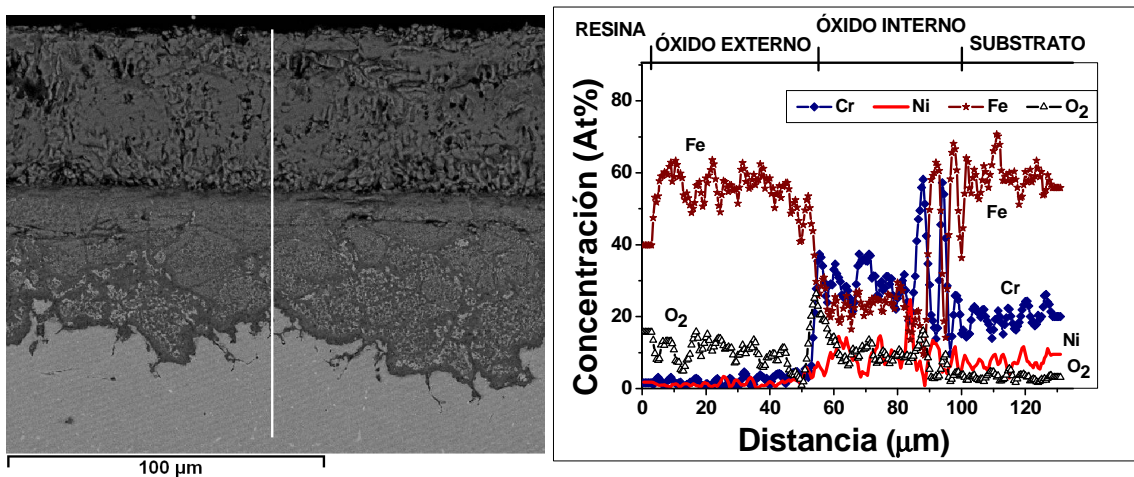 100 µm
RESINA
ÓXIDO EXTERNO
ÓXIDO INTERNO
SUBSTRATO
Concentración (At%)
80
60
40
20
0
Cr Ni Fe O2
Fe
Fe
Cr
Ni
O2
O2
0 20 40 60 80 100 120
Distancia (µm)